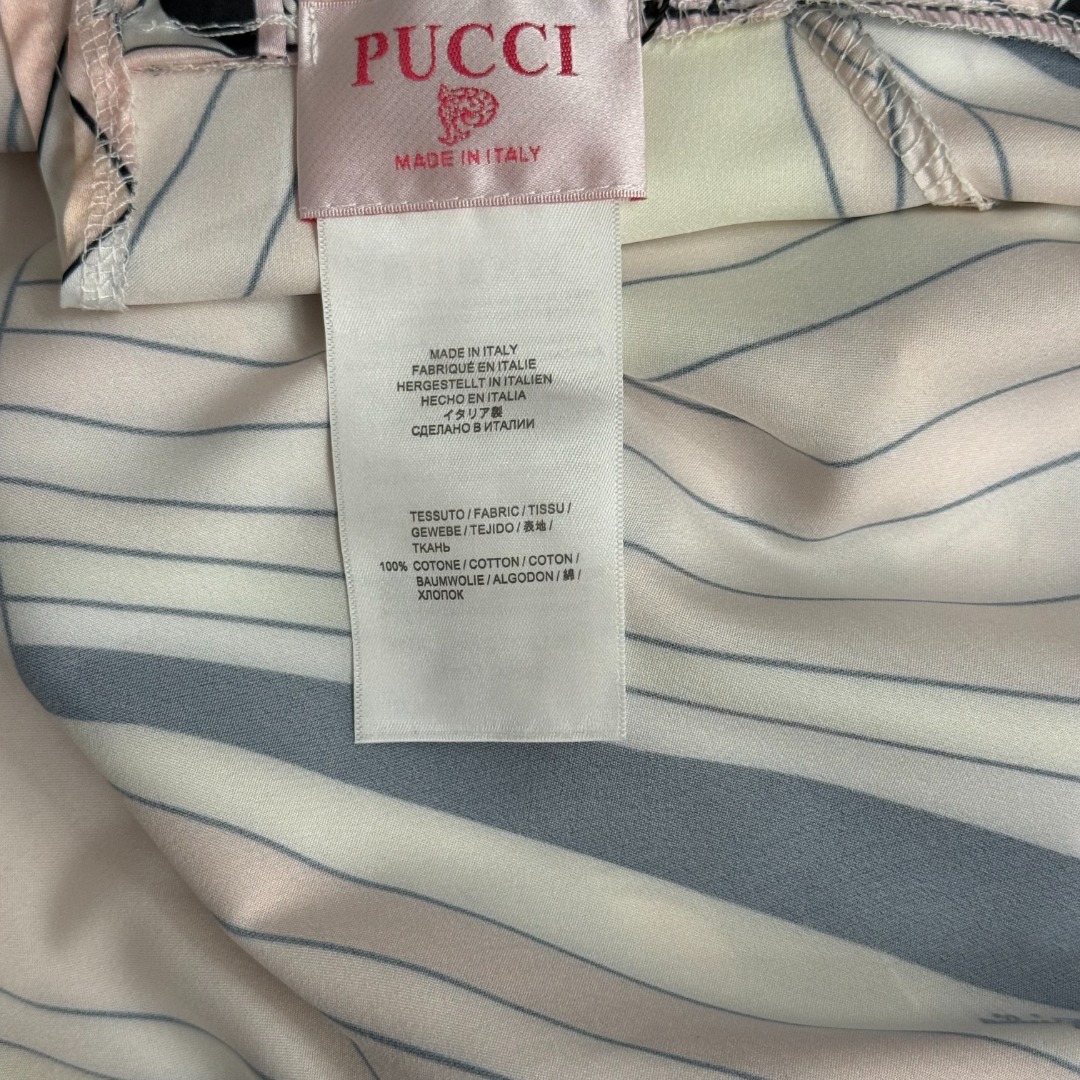 PUCCI
MADE IN ITALY
MADE IN ITALY
FABRIQUÉ EN ITALIE
HERGESTELLT IN ITALIEN
HECHO EN ITALIA
イタリア製
СДЕЛАНО В ИТАЛИИ
TESSUTO / FABRIC / TISSU /
GEWEBE / TEJIDO / 表地 /
ТКАНЬ
100% COTONE / COTTON / COTON /
BAUMWOLIE / ALGODON / 綿 /
ХЛОПОК